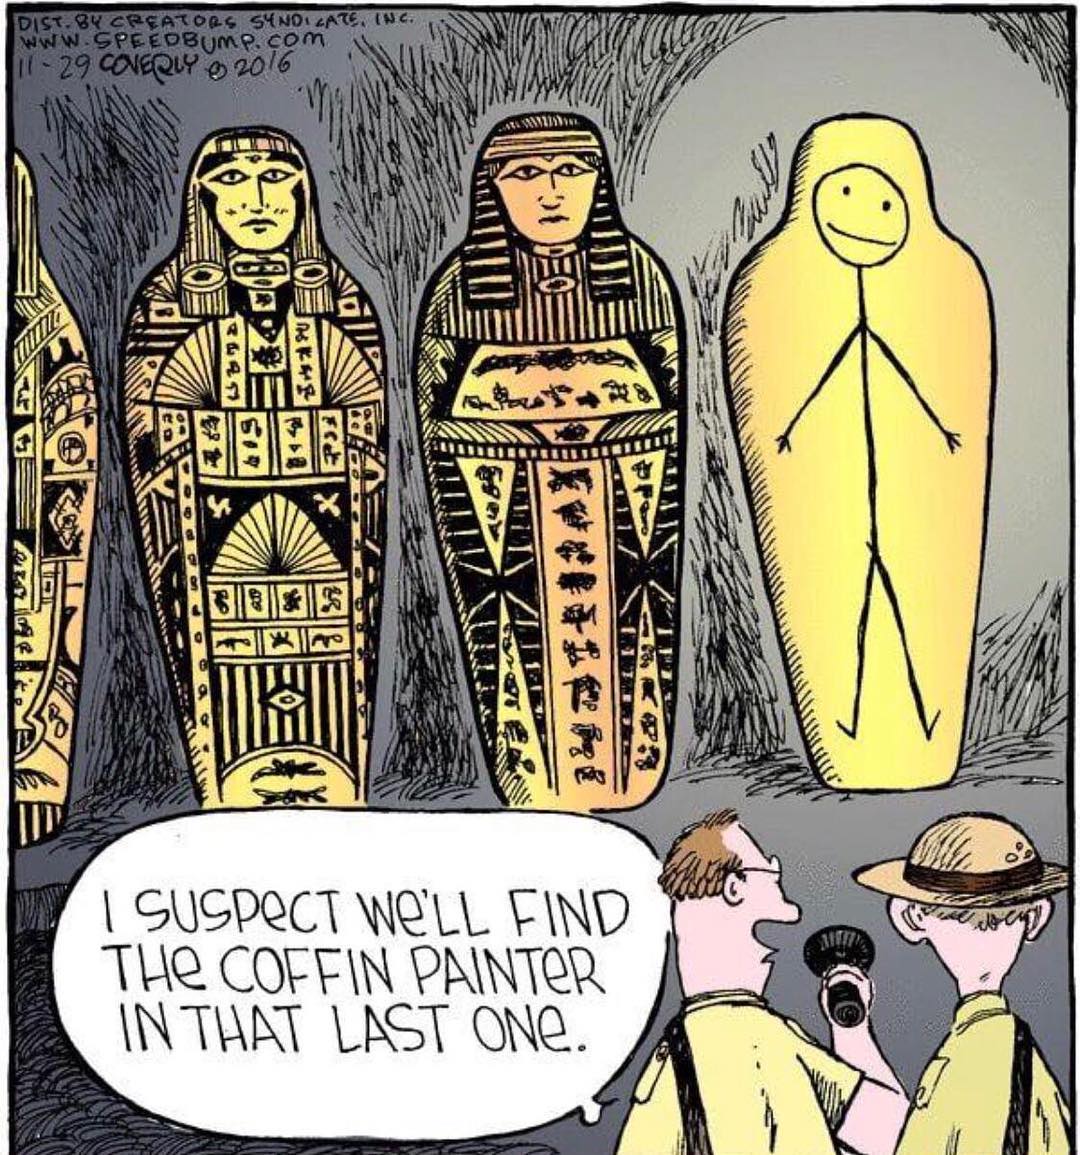 DIST. BY CREATORS SYNDICATE, INC.
WWW.SPEEDBUMP.COM
11-29 COVERLY © 2016
I SUSPECT WE'LL FIND
THE COFFIN PAINTER
IN THAT LAST ONE.